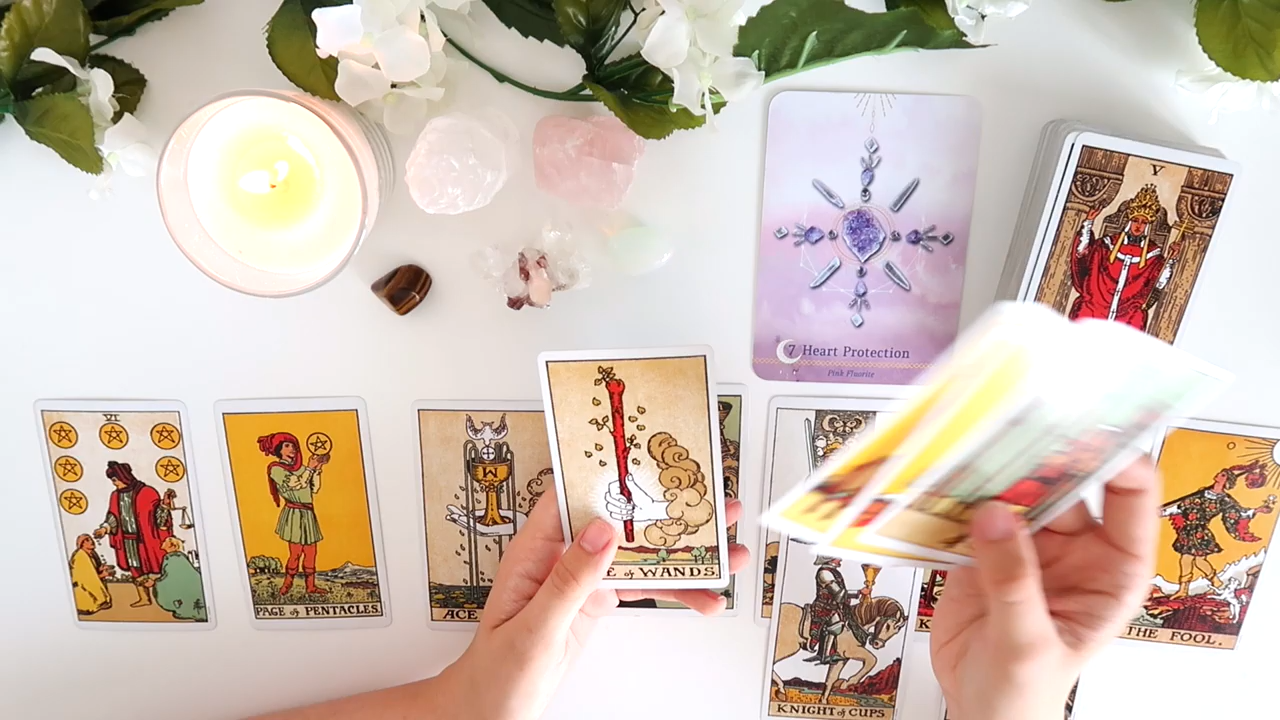 V
7 Heart Protection
Pink Fluorite
VI
PAGE of PENTACLES.
ACE
E of WANDS.
K
KNIGHT of CUPS
THE FOOL.